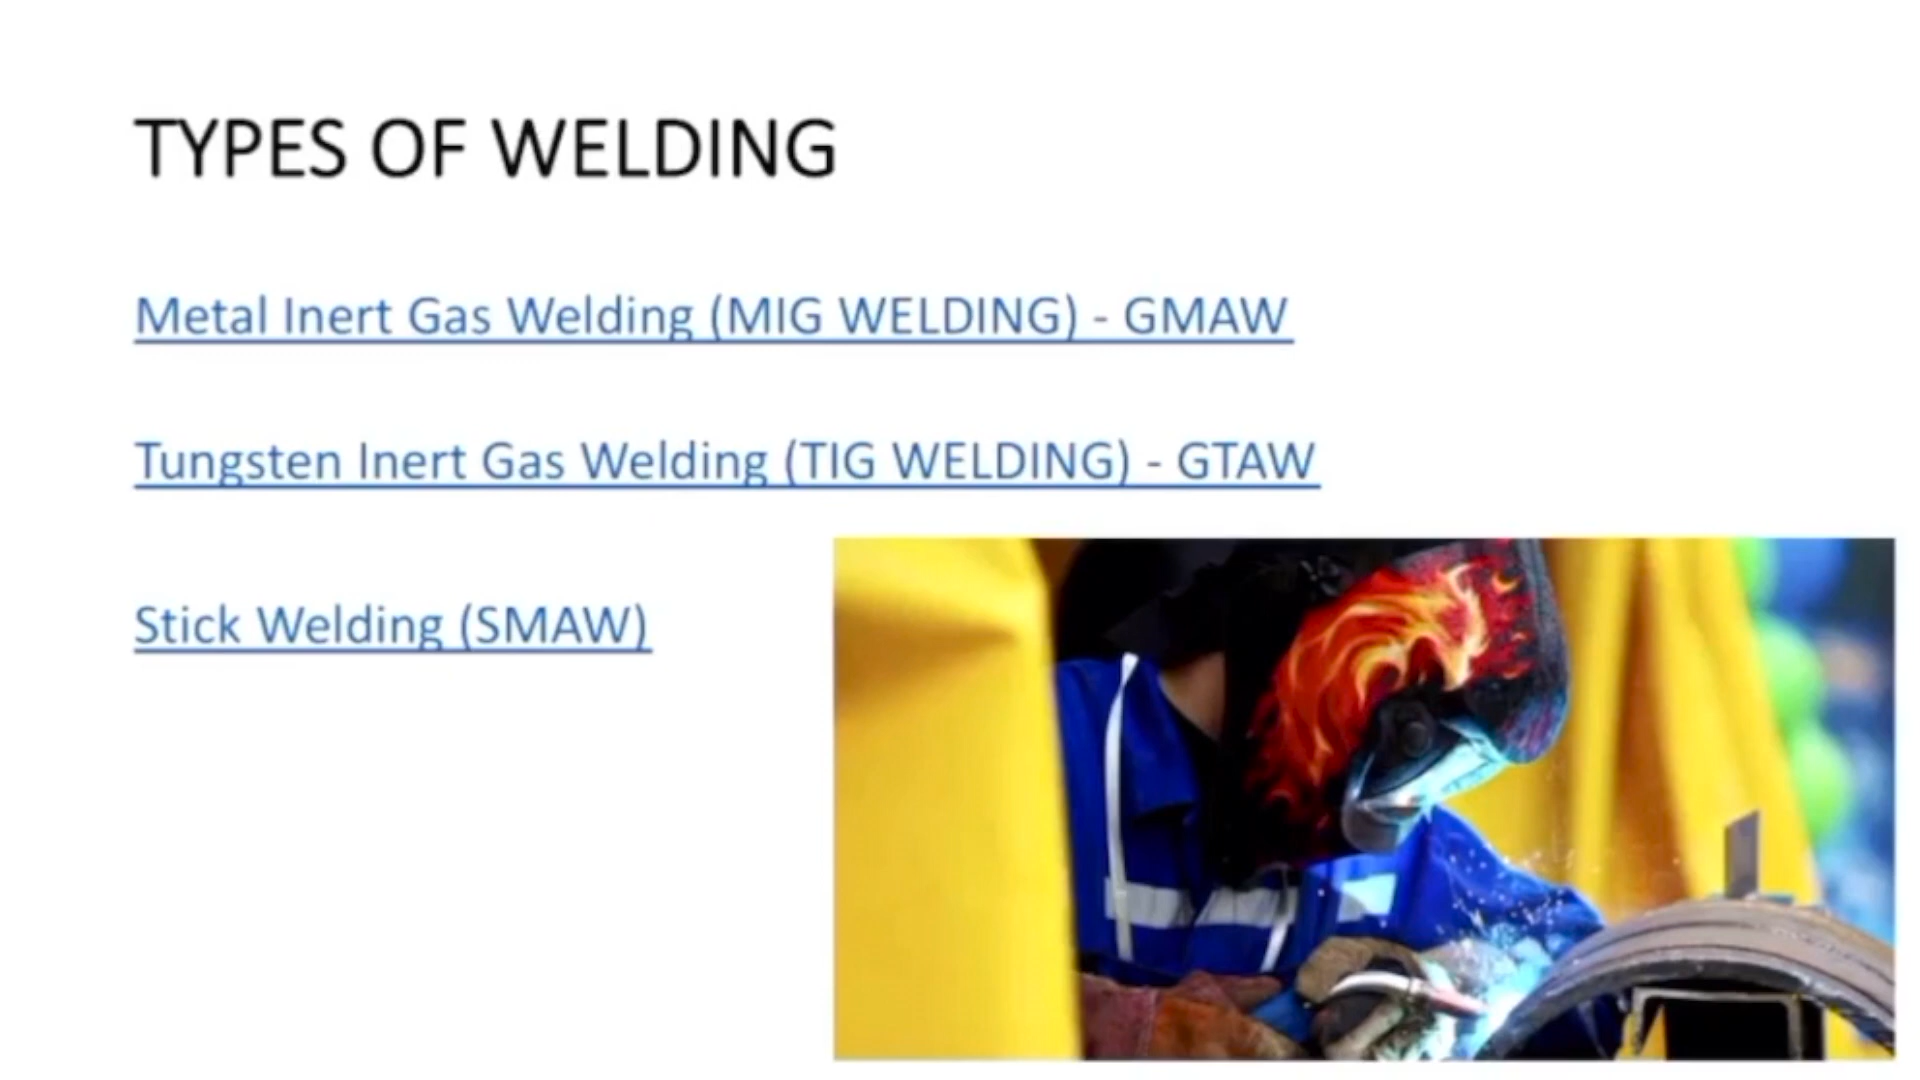 TYPES OF WELDING
Metal Inert Gas Welding (MIG WELDING) - GMAW
Tungsten Inert Gas Welding (TIG WELDING) - GTAW
Stick Welding (SMAW)